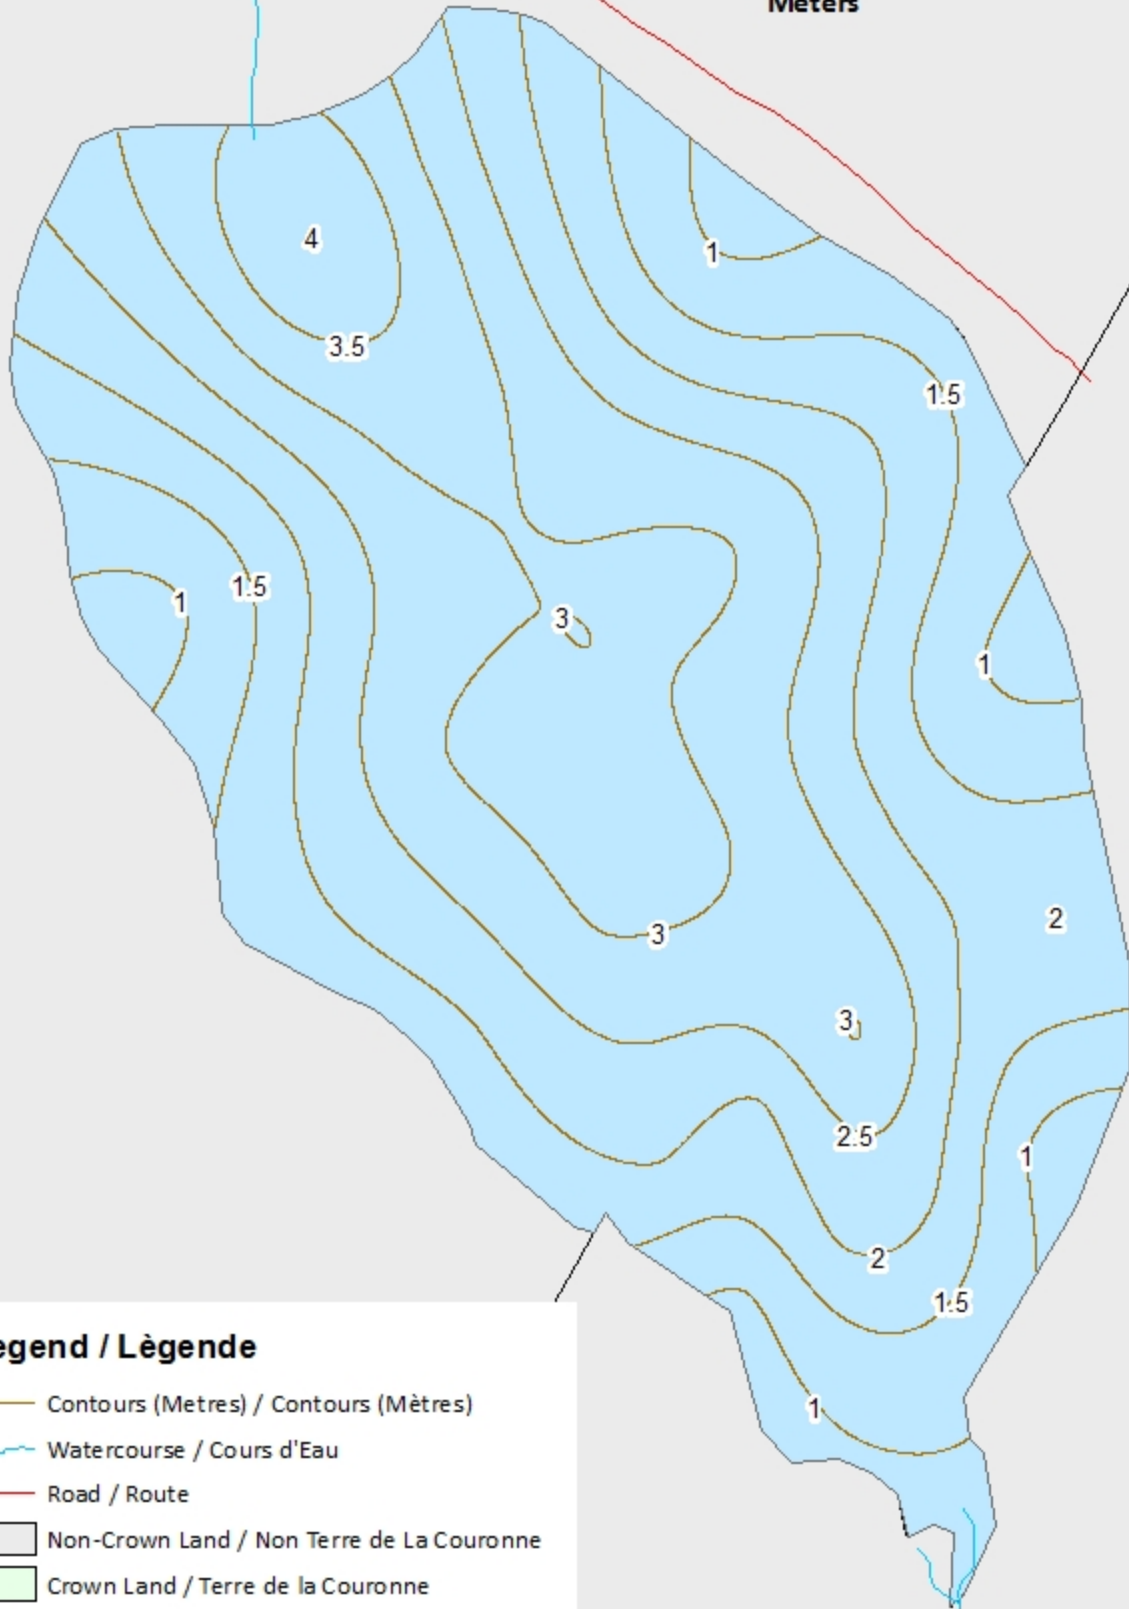 Meters
4
1
3.5
1.5
1.5
1
3
1
2
3
3
2.5
1
2
1.5
egend / Lègende
1
Contours (Metres) / Contours (Mètres)
Watercourse / Cours d'Eau
Road / Route
Non-Crown Land / Non Terre de La Couronne
Crown Land / Terre de la Couronne